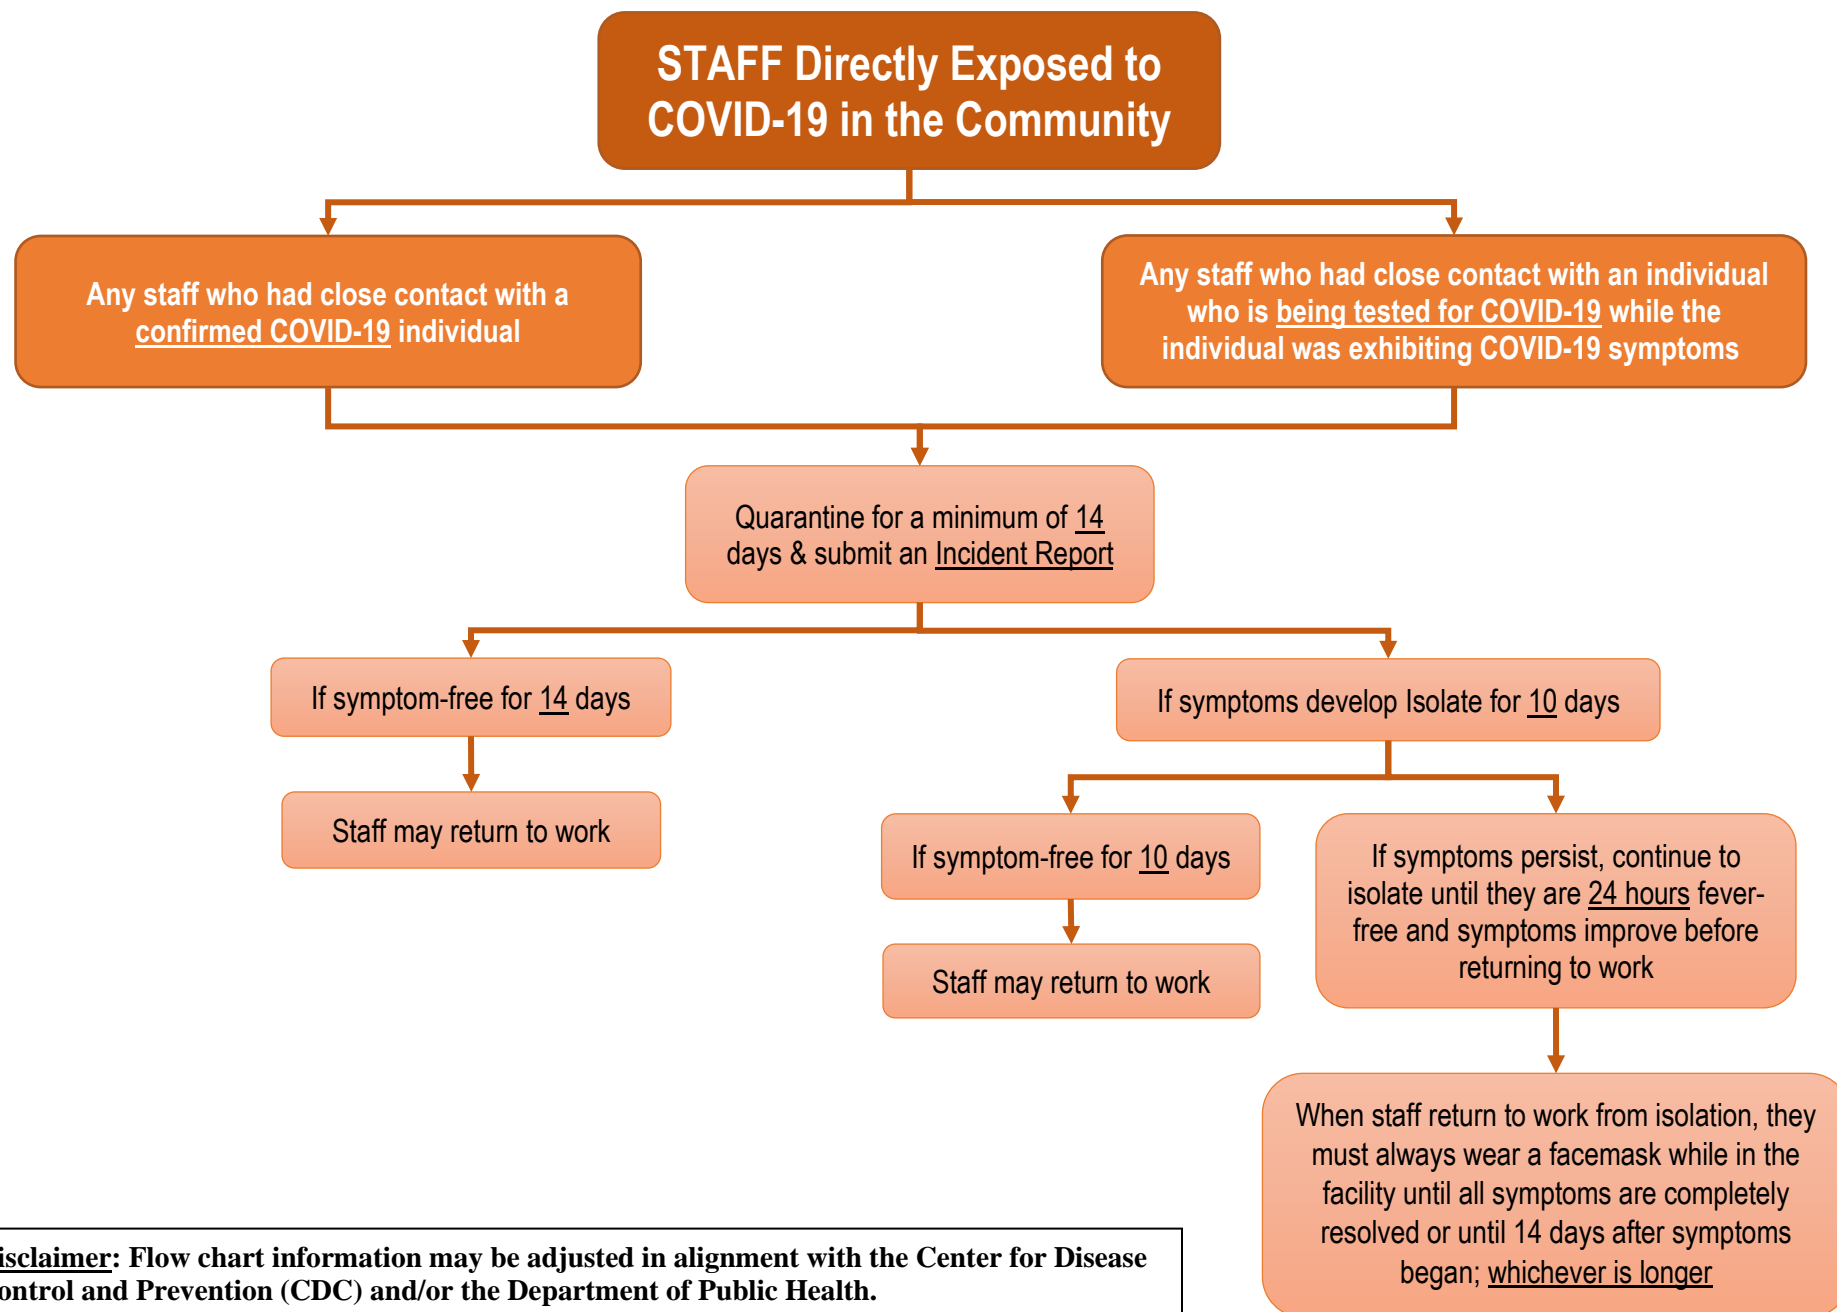 STAFF Directly Exposed to
COVID-19 in the Community
Any staff who had close contact with a
confirmed COVID-19 individual
Any staff who had close contact with an individual
who is being tested for COVID-19 while the
individual was exhibiting COVID-19 symptoms
Quarantine for a minimum of 14
days & submit an Incident Report
If symptom-free for 14 days
If symptoms develop Isolate for 10 days
Staff may return to work
If symptom-free for 10 days
If symptoms persist, continue to
isolate until they are 24 hours fever-
free and symptoms improve before
returning to work
Staff may return to work
When staff return to work from isolation, they
must always wear a facemask while in the
facility until all symptoms are completely
resolved or until 14 days after symptoms
began; whichever is longer
isclaimer: Flow chart information may be adjusted in alignment with the Center for Disease
ontrol and Prevention (CDC) and/or the Department of Public Health.